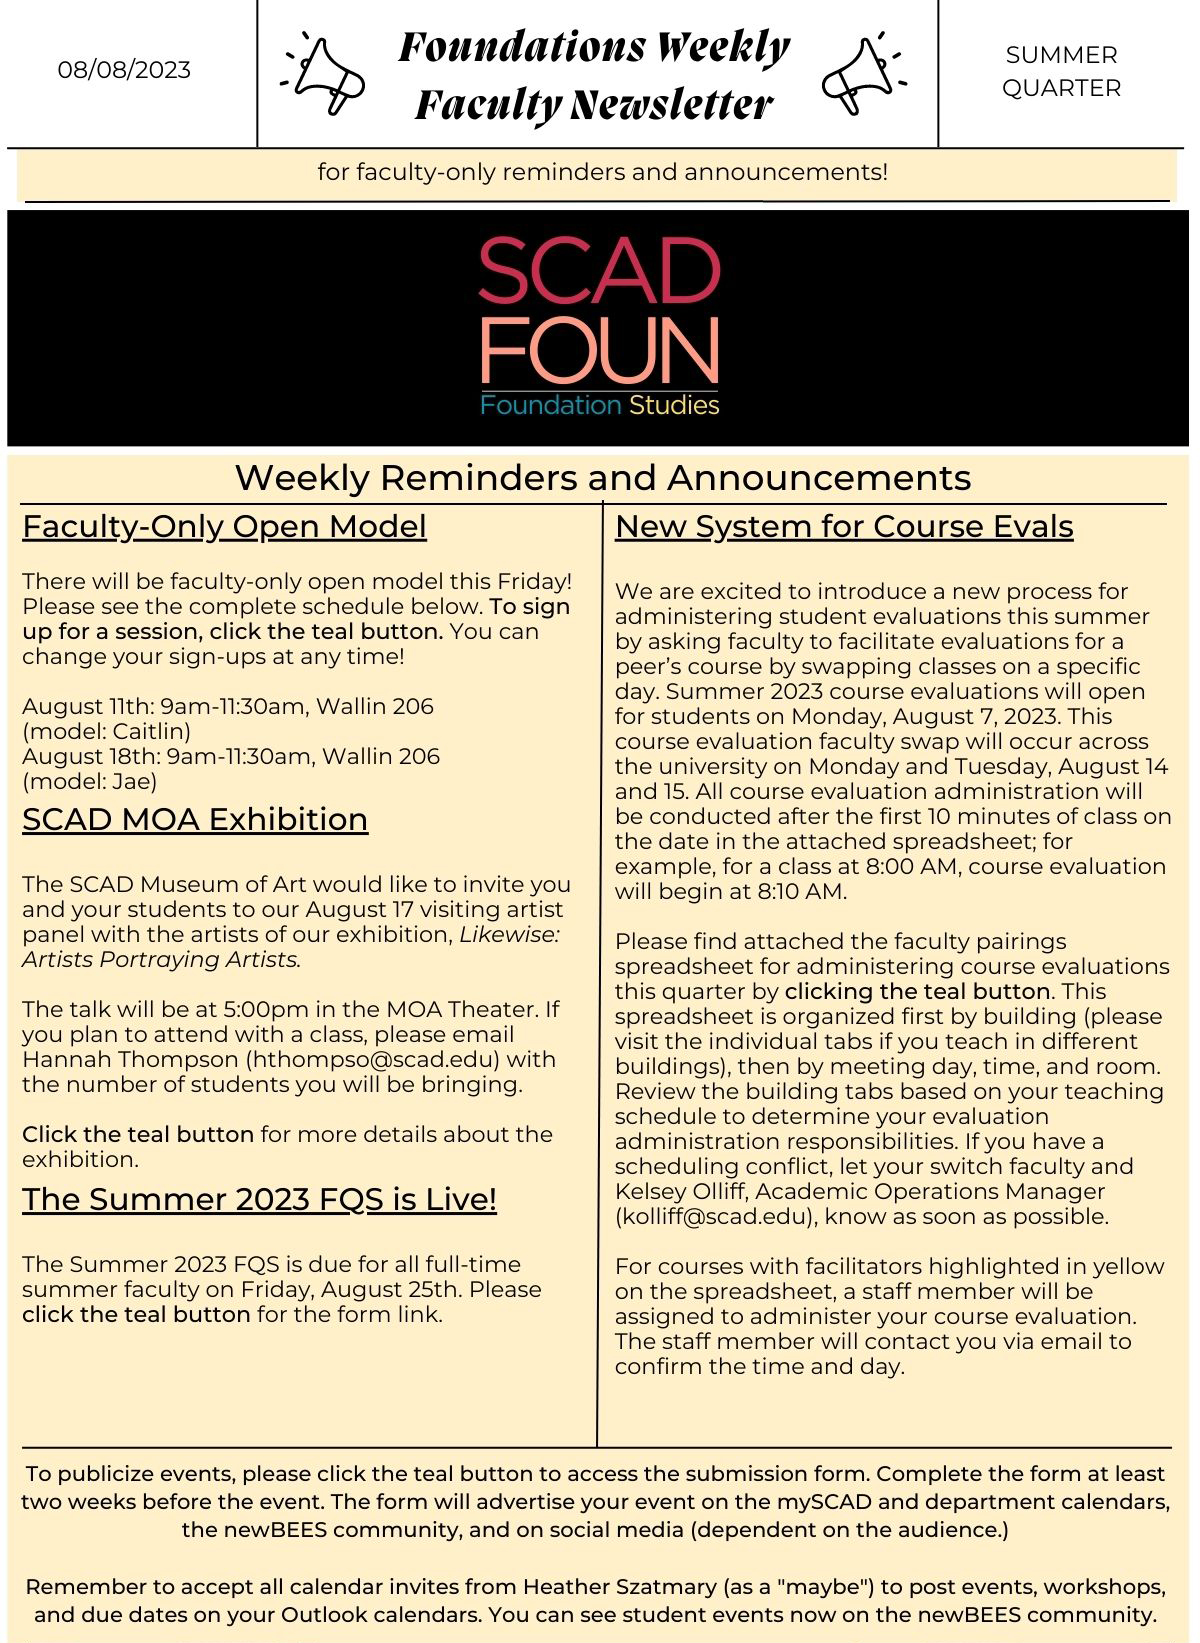 08/08/2023
Foundations Weekly
Faculty Newsletter
SUMMER
QUARTER
for faculty-only reminders and announcements!
SCAD
FOUN
Foundation Studies
Weekly Reminders and Announcements
Faculty-Only Open Model
There will be faculty-only open model this Friday!
Please see the complete schedule below. To sign
up for a session, click the teal button. You can
change your sign-ups at any time!
August 11th: 9am-11:30am, Wallin 206
(model: Caitlin)
August 18th: 9am-11:30am, Wallin 206
(model: Jae)
SCAD MOA Exhibition
The SCAD Museum of Art would like to invite you
and your students to our August 17 visiting artist
panel with the artists of our exhibition, Likewise:
Artists Portraying Artists.
The talk will be at 5:00pm in the MOA Theater. If
you plan to attend with a class, please email
Hannah Thompson (hthompso@scad.edu) with
the number of students you will be bringing.
Click the teal button for more details about the
exhibition.
The Summer 2023 FQS is Live!
The Summer 2023 FQS is due for all full-time
summer faculty on Friday, August 25th. Please
click the teal button for the form link.
New System for Course Evals
We are excited to introduce a new process for
administering student evaluations this summer
by asking faculty to facilitate evaluations for a
peer’s course by swapping classes on a specific
day. Summer 2023 course evaluations will open
for students on Monday, August 7, 2023. This
course evaluation faculty swap will occur across
the university on Monday and Tuesday, August 14
and 15. All course evaluation administration will
be conducted after the first 10 minutes of class on
the date in the attached spreadsheet; for
example, for a class at 8:00 AM, course evaluation
will begin at 8:10 AM.
Please find attached the faculty pairings
spreadsheet for administering course evaluations
this quarter by clicking the teal button. This
spreadsheet is organized first by building (please
visit the individual tabs if you teach in different
buildings), then by meeting day, time, and room.
Review the building tabs based on your teaching
schedule to determine your evaluation
administration responsibilities. If you have a
scheduling conflict, let your switch faculty and
Kelsey Olliff, Academic Operations Manager
(kolliff@scad.edu), know as soon as possible.
For courses with facilitators highlighted in yellow
on the spreadsheet, a staff member will be
assigned to administer your course evaluation.
The staff member will contact you via email to
confirm the time and day.
To publicize events, please click the teal button to access the submission form. Complete the form at least
two weeks before the event. The form will advertise your event on the mySCAD and department calendars,
the newBEES community, and on social media (dependent on the audience.)
Remember to accept all calendar invites from Heather Szatmary (as a "maybe") to post events, workshops,
and due dates on your Outlook calendars. You can see student events now on the newBEES community.